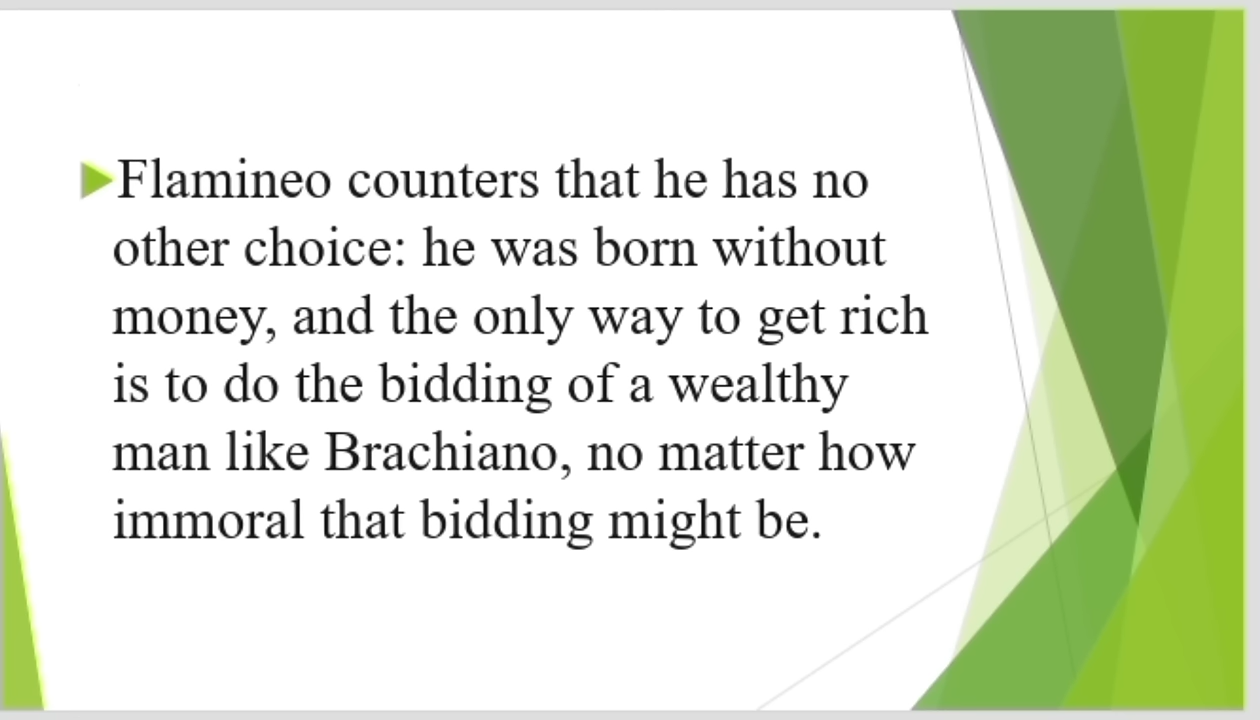 Flamineo counters that he has no
other choice: he was born without
money, and the only way to get rich
is to do the bidding of a wealthy
man like Brachiano, no matter how
immoral that bidding might be.